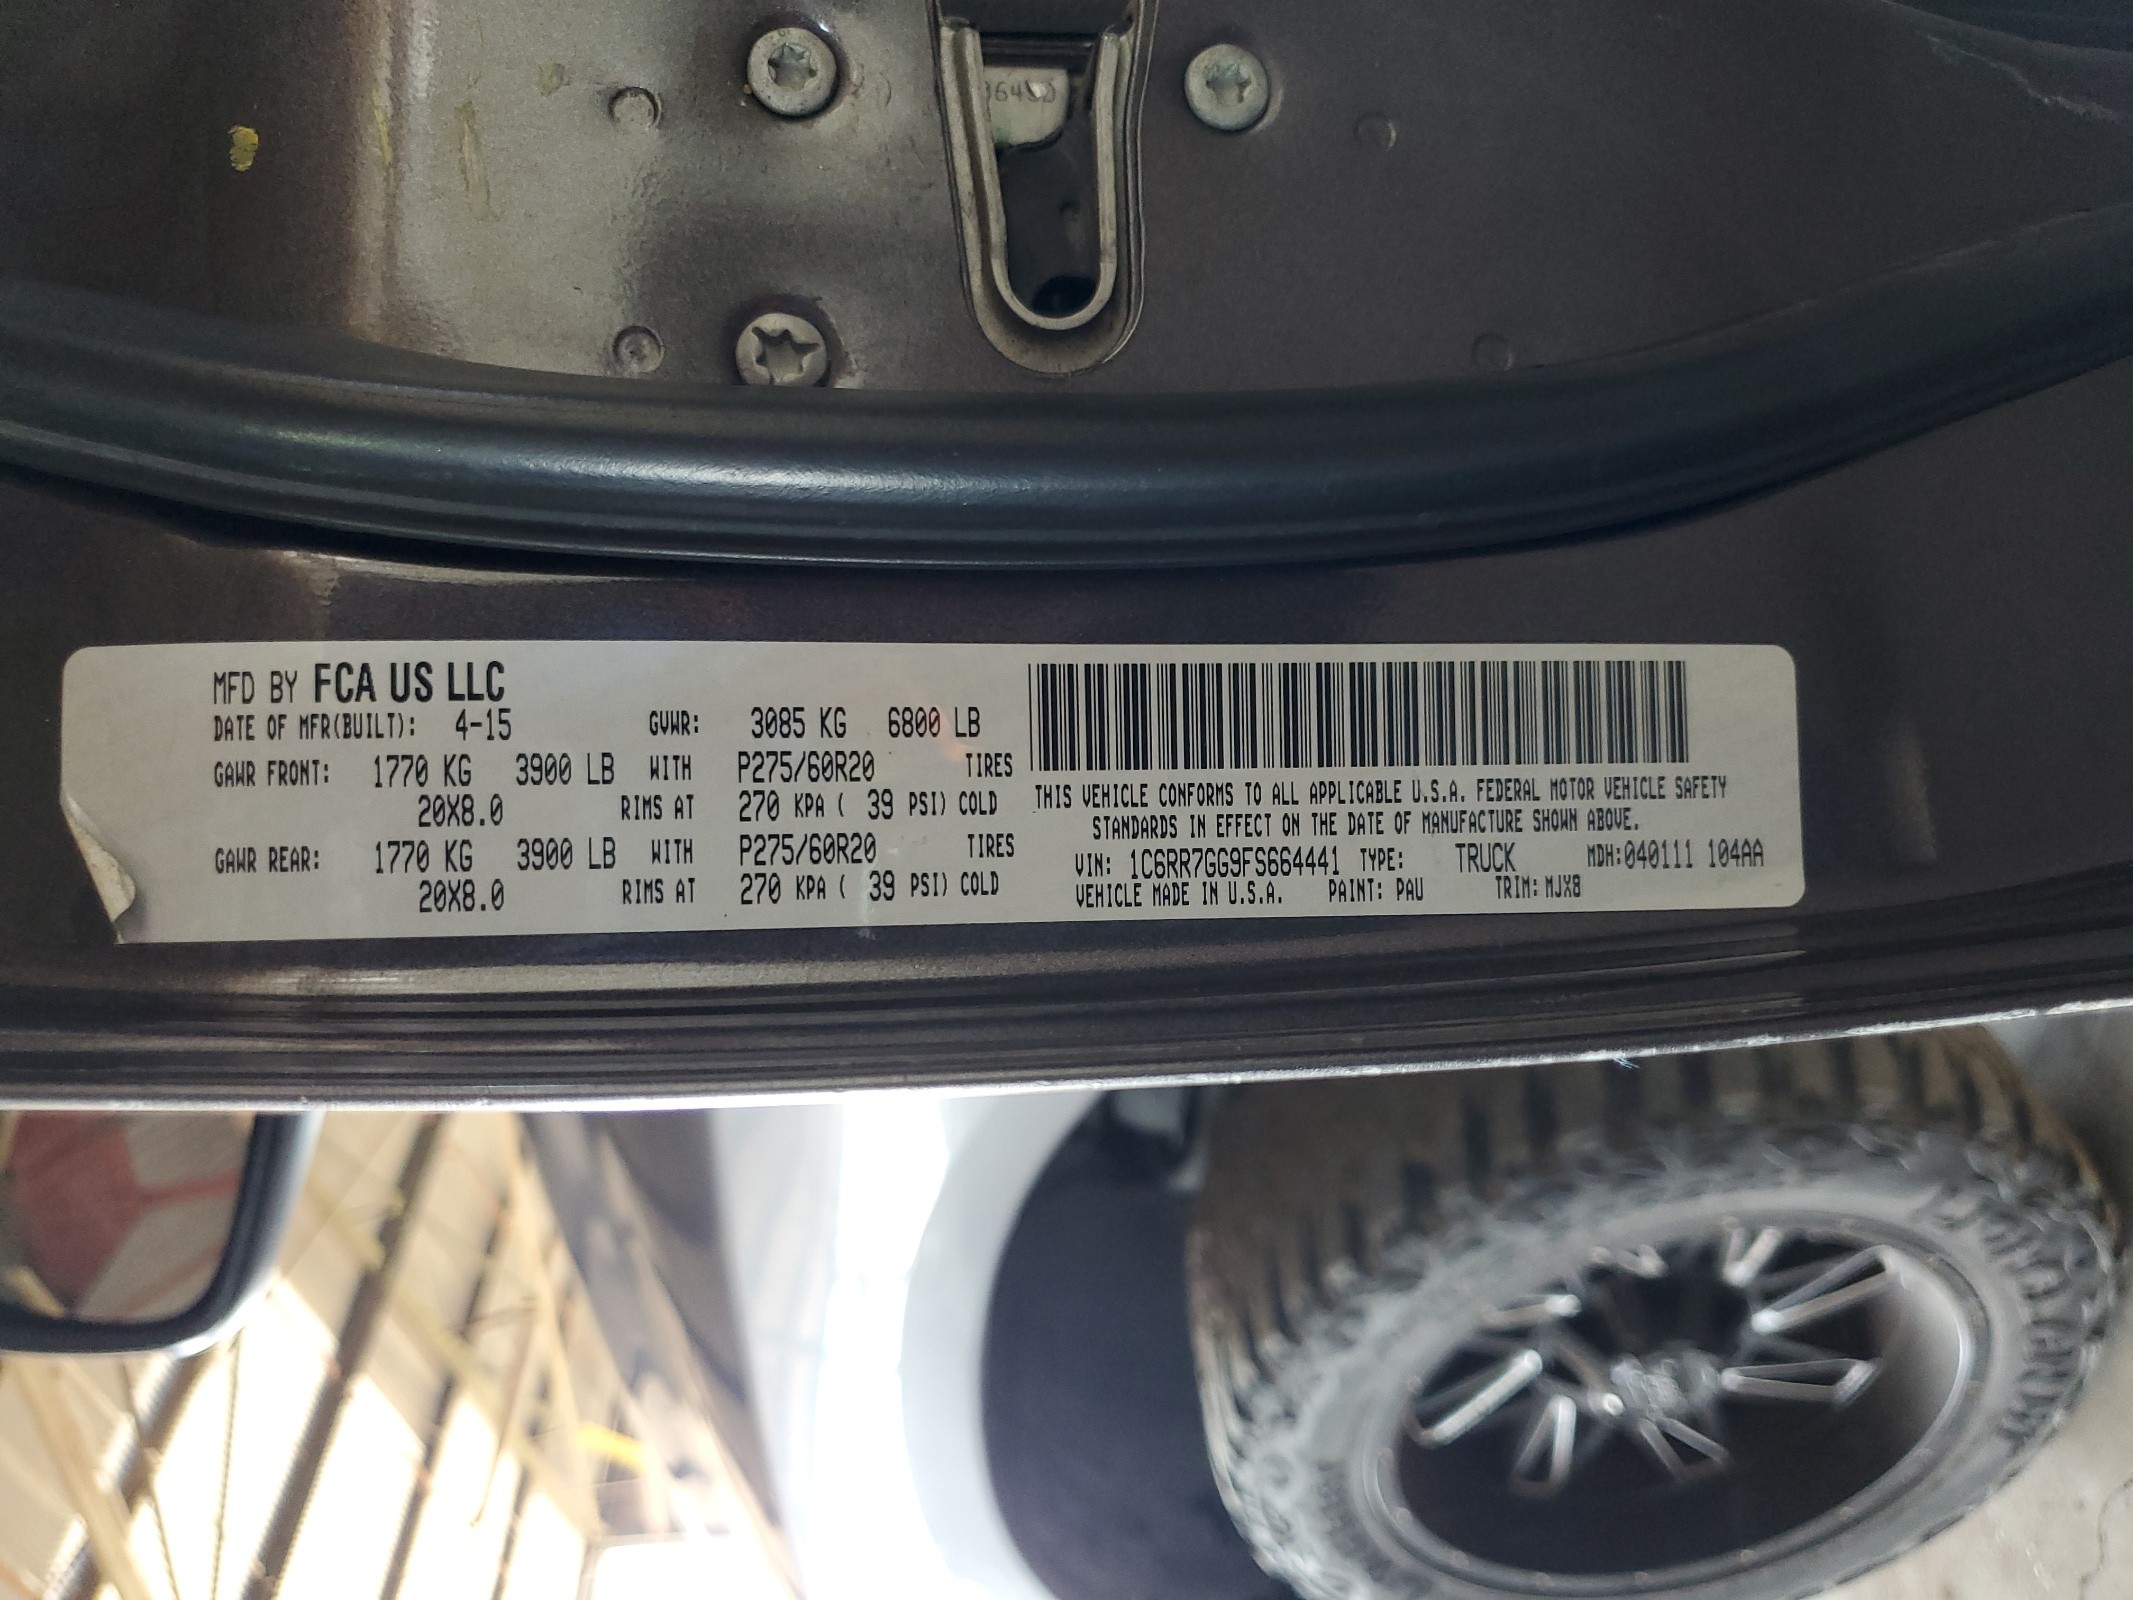 MFD BY FCA US LLC
DATE OF MFR(BUILT): 4-15 GVWR: 3085 KG 6800 LB
GAWR FRONT: 1770 KG 3900 LB WITH P275/60R20 TIRES
20X8.0 RIMS AT 270 KPA ( 39 PSI) COLD
GAWR REAR: 1770 KG 3900 LB WITH P275/60R20 TIRES
20X8.0 RIMS AT 270 KPA ( 39 PSI) COLD
THIS VEHICLE CONFORMS TO ALL APPLICABLE U.S.A. FEDERAL MOTOR VEHICLE SAFETY
STANDARDS IN EFFECT ON THE DATE OF MANUFACTURE SHOWN ABOVE.
VIN: 1C6RR7GG9FS664441 TYPE: TRUCK MDH:040111 104AA
VEHICLE MADE IN U.S.A. PAINT: PAU TRIM: MJX8